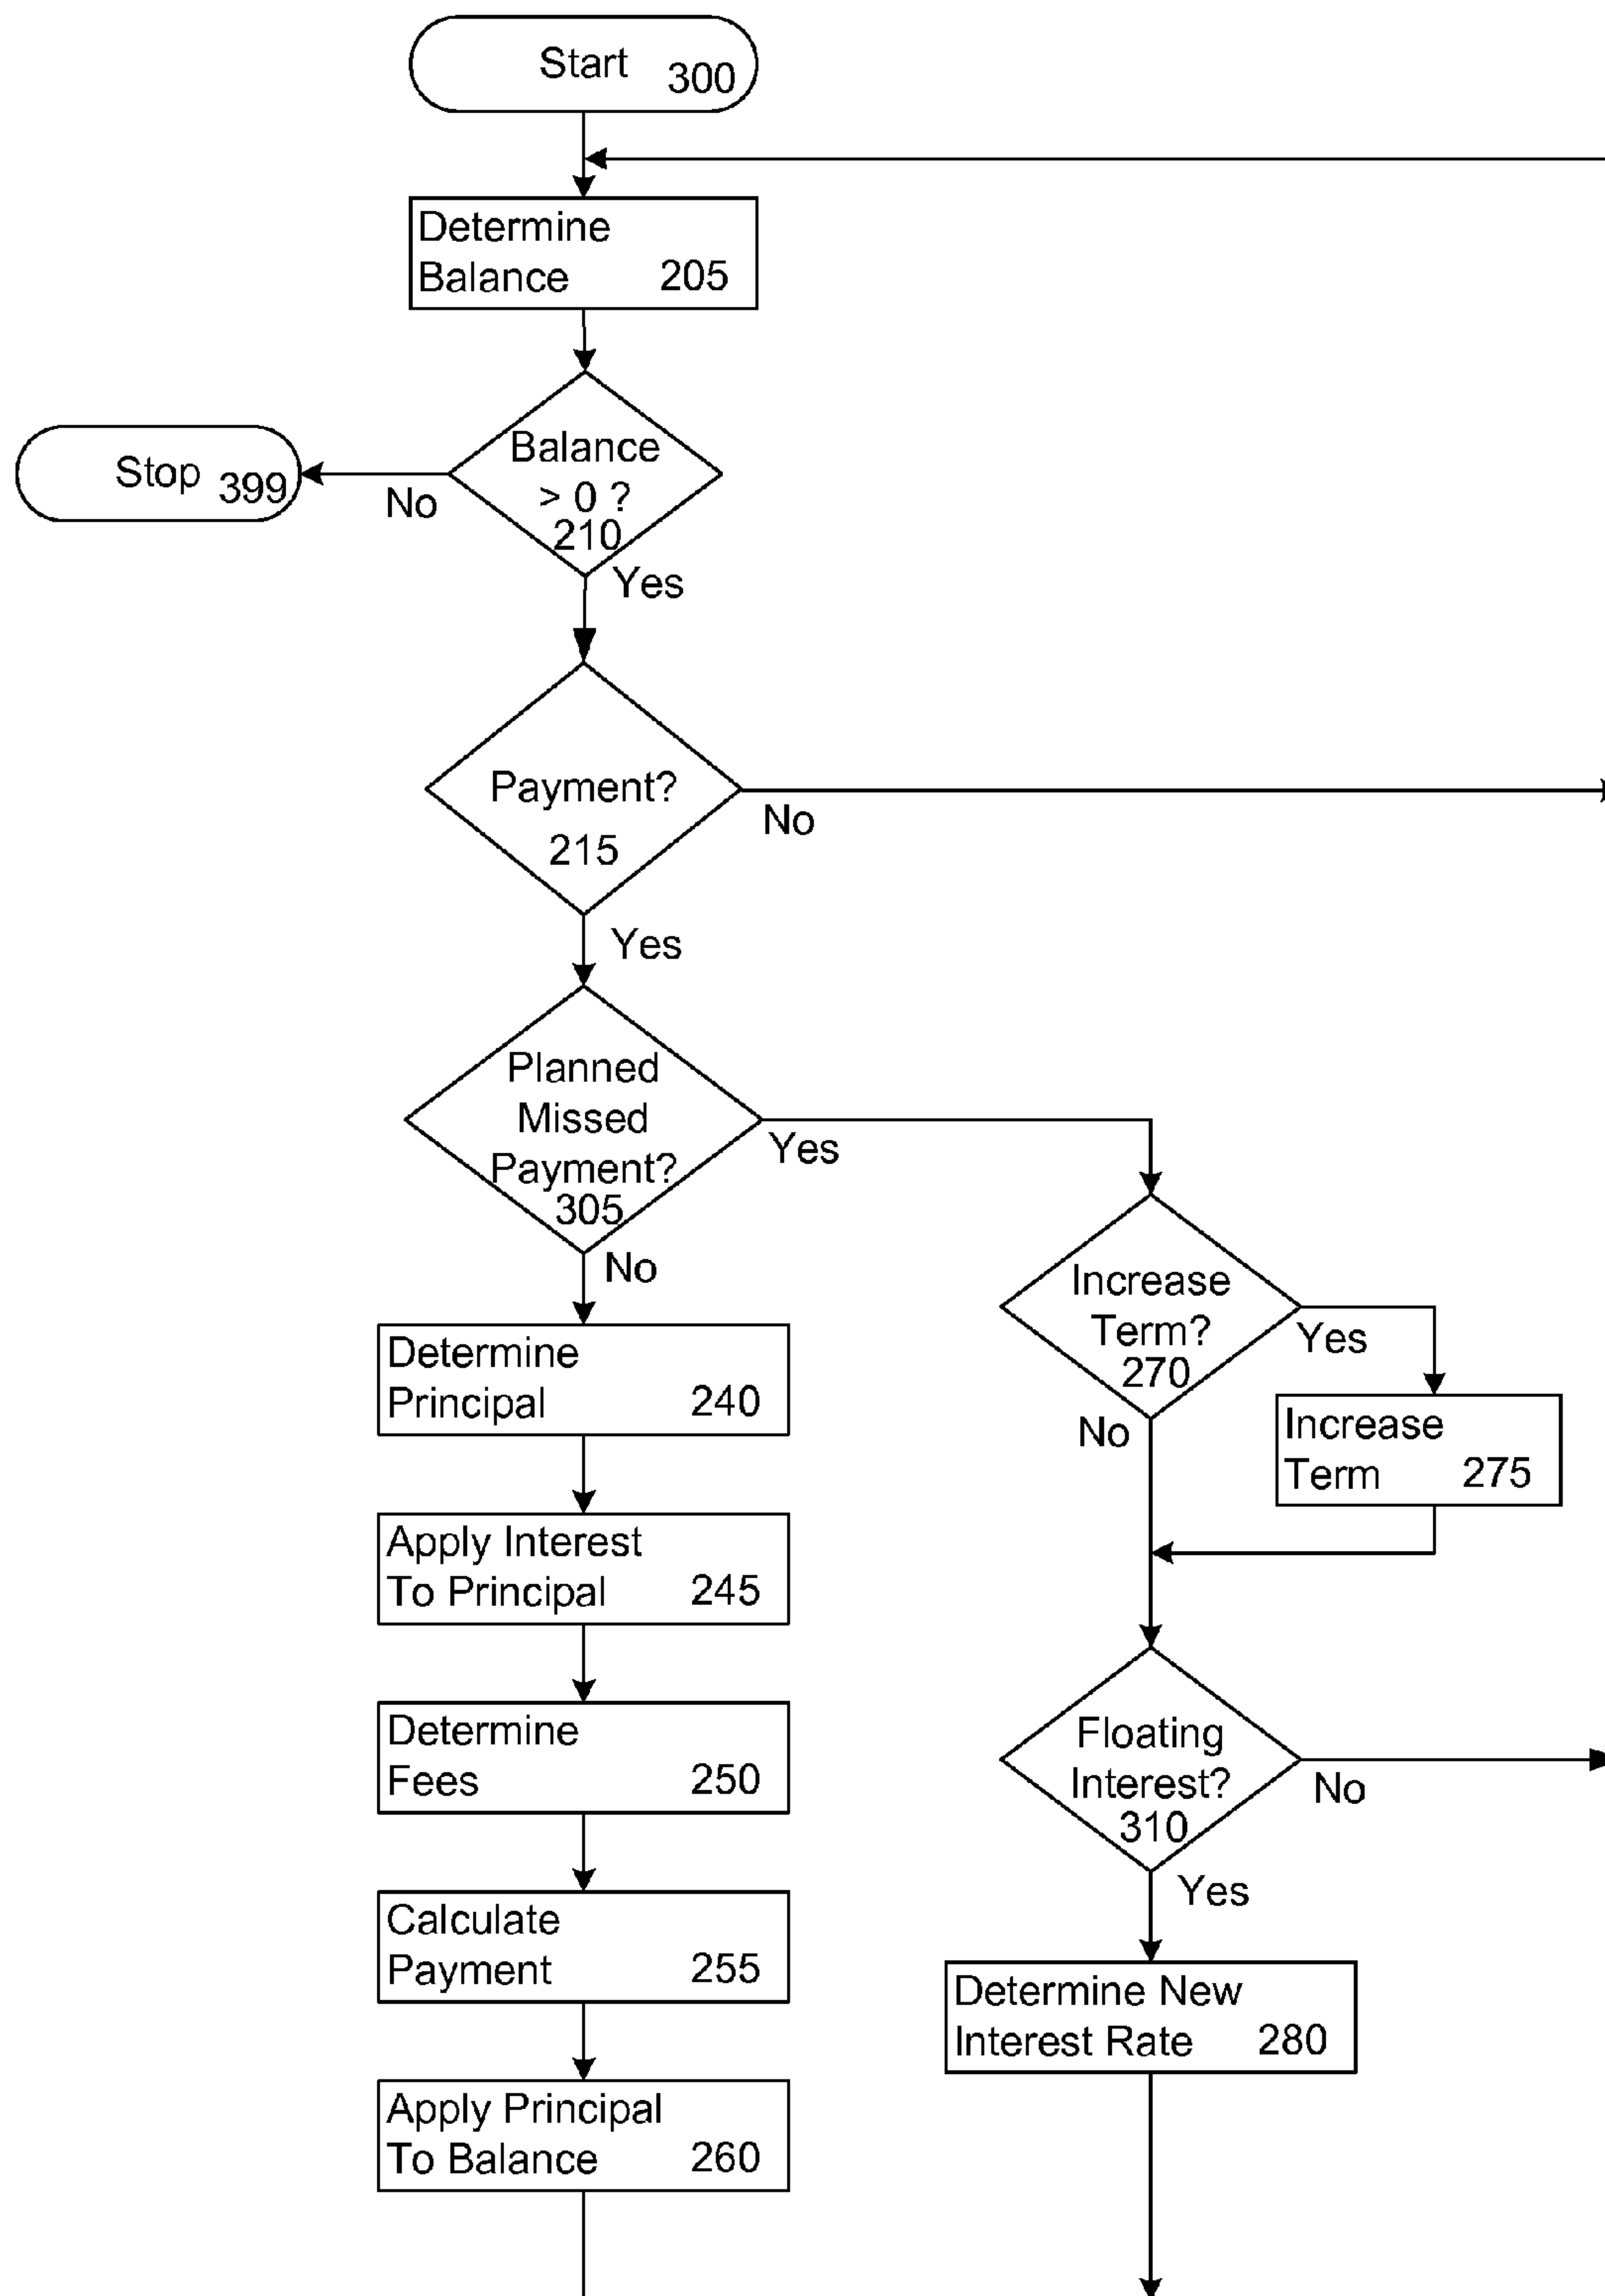 Start 300
Determine
Balance 205
Balance
> 0 ?
210
Stop 399
No
Yes
Payment?
215
No
Yes
Planned
Missed
Payment?
305
Yes
No
Increase
Term?
270
Yes
No
Increase
Term 275
Determine
Principal 240
Apply Interest
To Principal 245
Determine
Fees 250
Floating
Interest?
310
No
Yes
Calculate
Payment 255
Determine New
Interest Rate 280
Apply Principal
To Balance 260